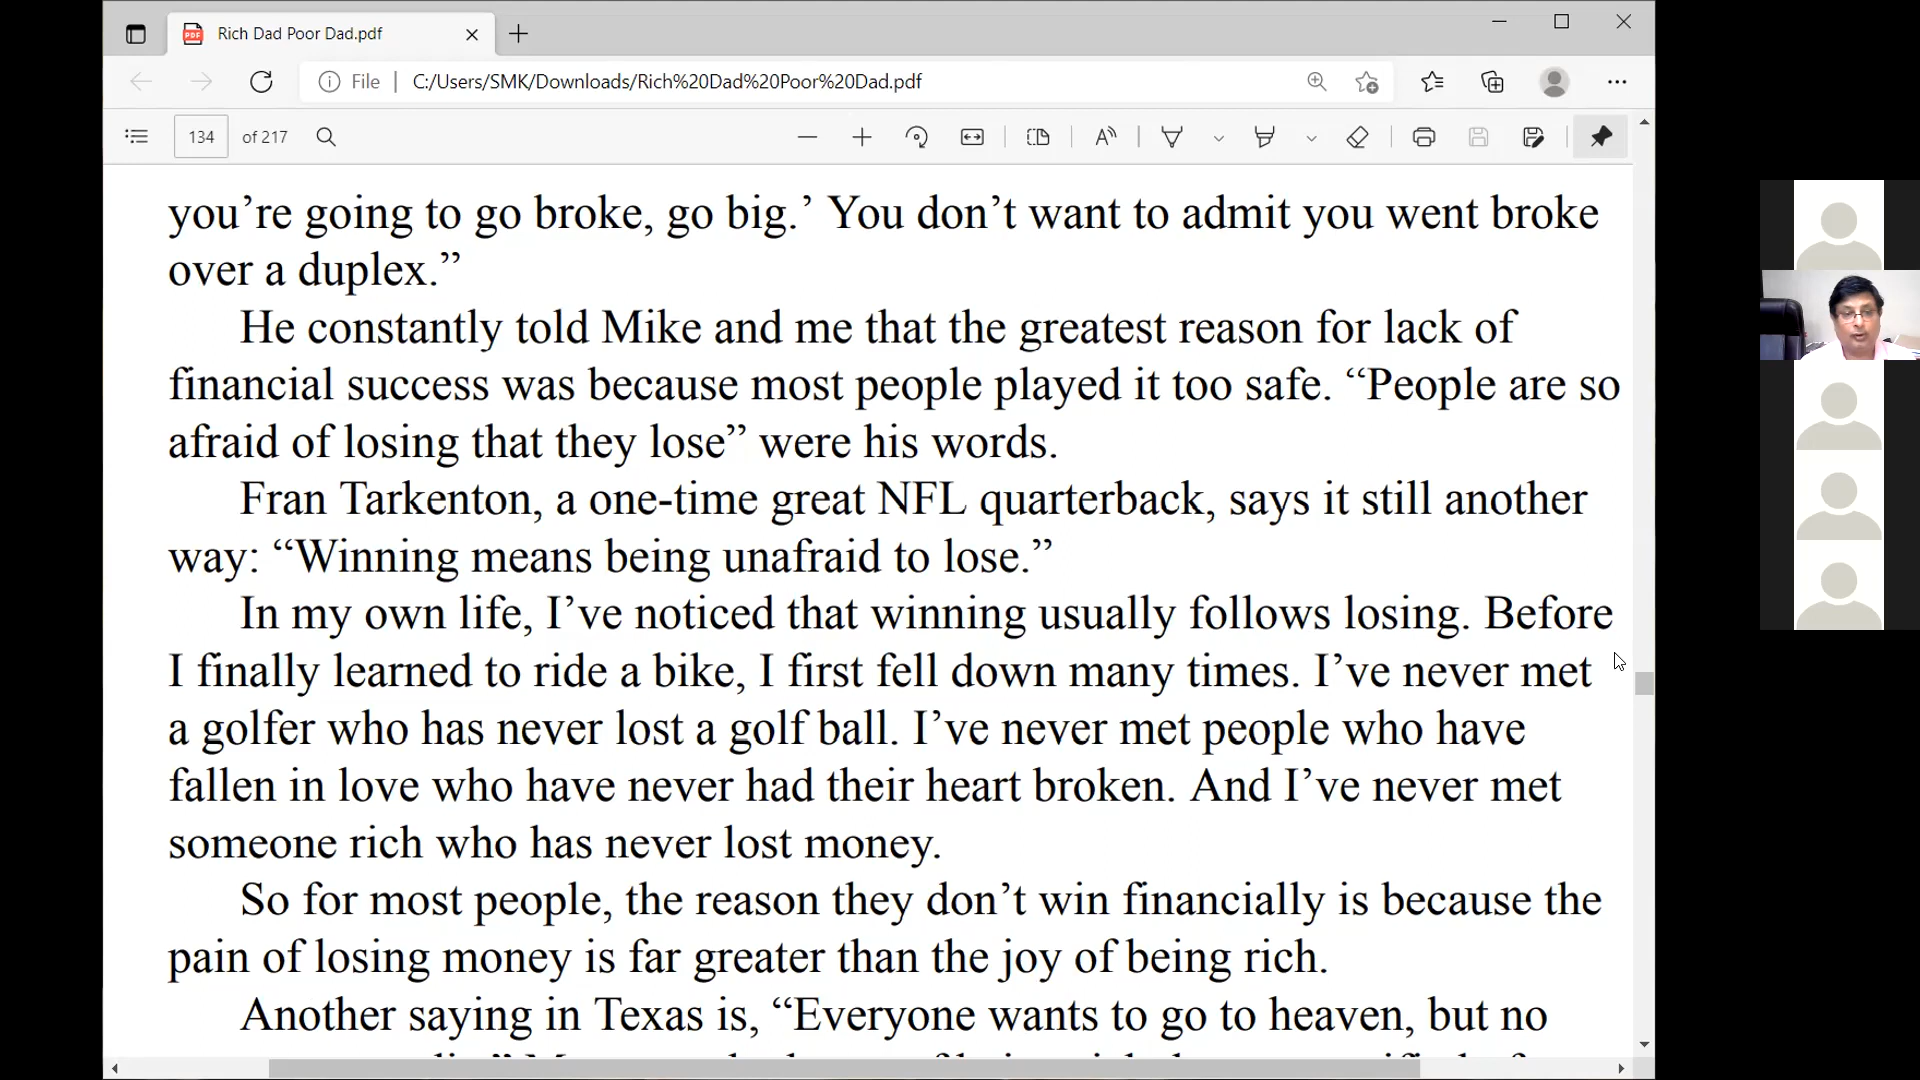 Rich Dad Poor Dad.pdf
File
C:/Users/SMK/Downloads/Rich%20Dad%20Poor%20Dad.pdf
134 of 217
you’re going to go broke, go big.’ You don’t want to admit you went broke
over a duplex.”
He constantly told Mike and me that the greatest reason for lack of
financial success was because most people played it too safe. “People are so
afraid of losing that they lose” were his words.
Fran Tarkenton, a one-time great NFL quarterback, says it still another
way: “Winning means being unafraid to lose.”
In my own life, I’ve noticed that winning usually follows losing. Before
I finally learned to ride a bike, I first fell down many times. I’ve never met
a golfer who has never lost a golf ball. I’ve never met people who have
fallen in love who have never had their heart broken. And I’ve never met
someone rich who has never lost money.
So for most people, the reason they don’t win financially is because the
pain of losing money is far greater than the joy of being rich.
Another saying in Texas is, “Everyone wants to go to heaven, but no